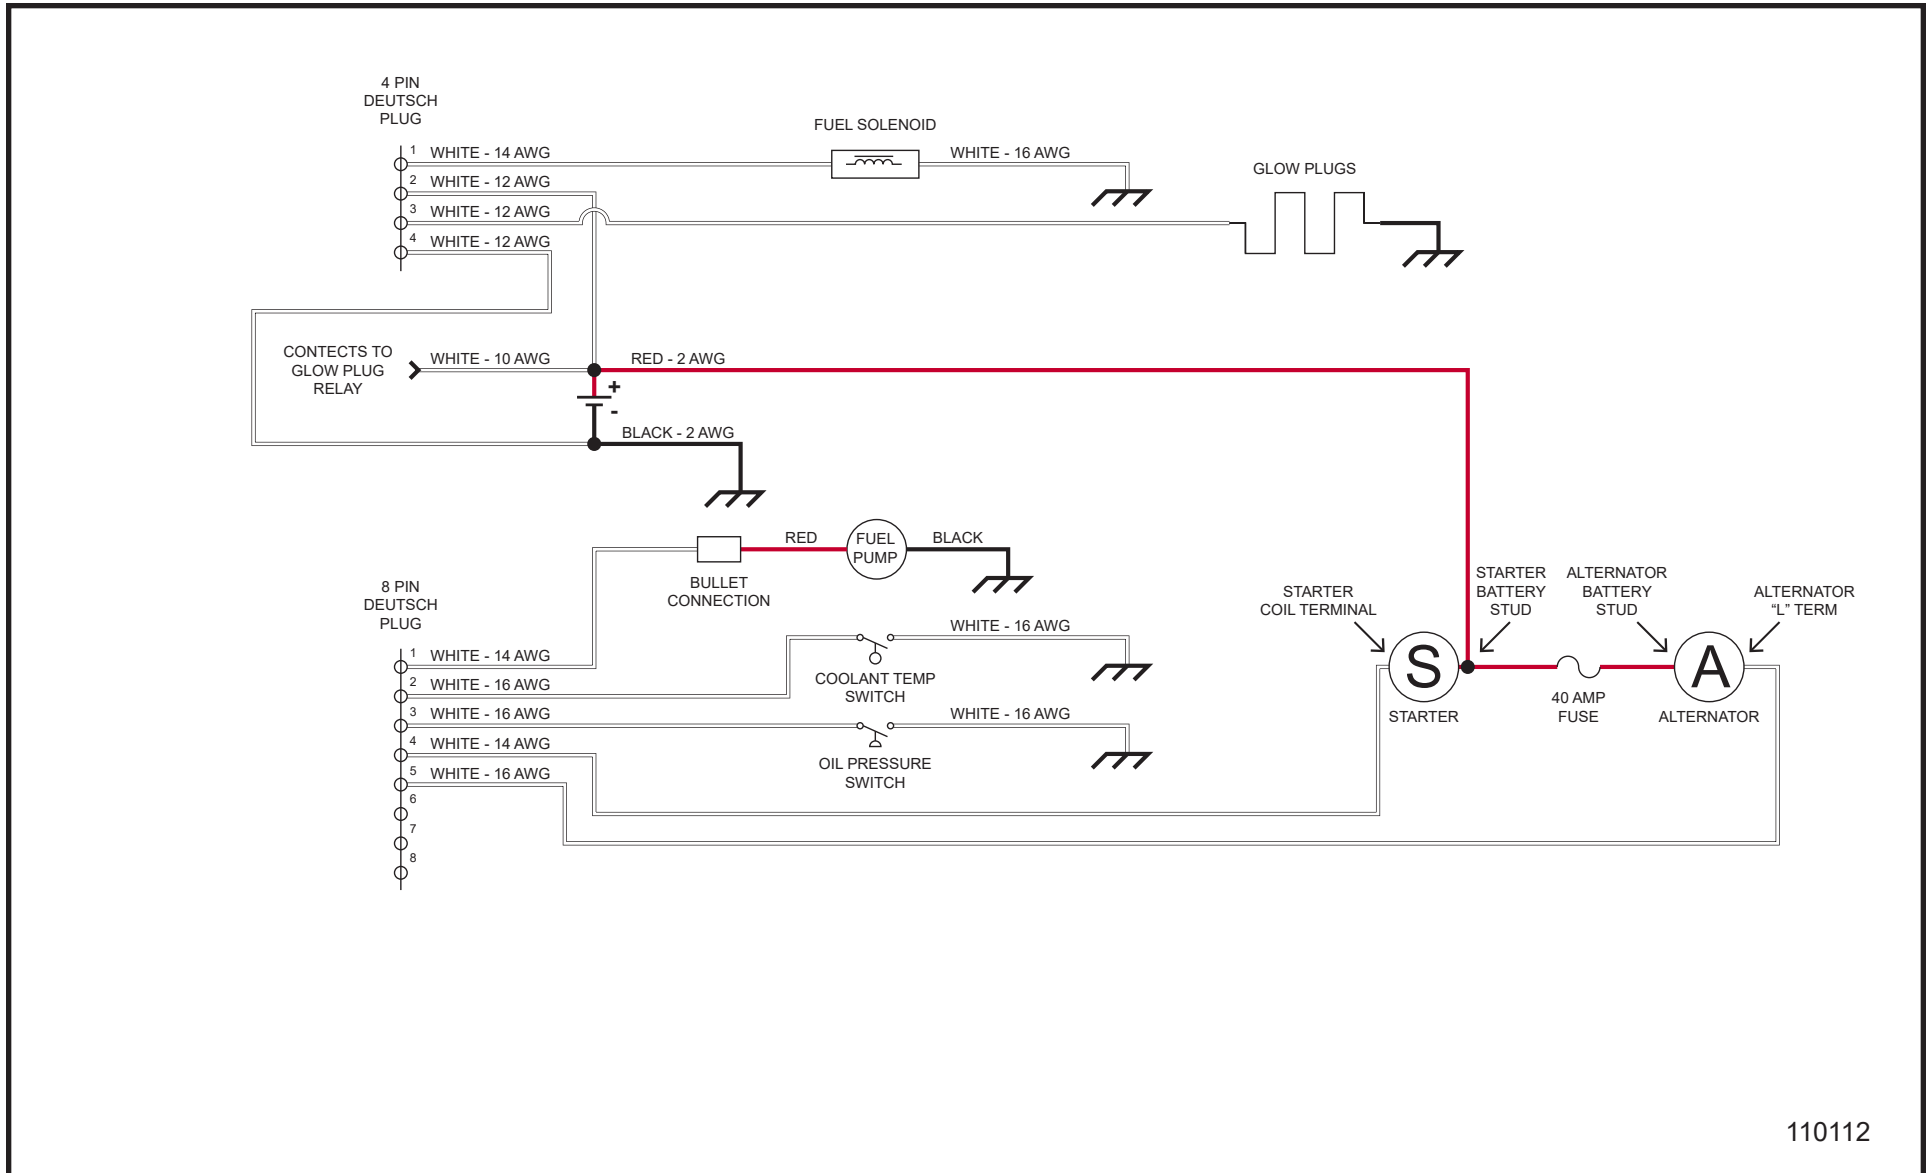 4 PIN
DEUTSCH
PLUG
1 WHITE - 14 AWG
FUEL SOLENOID
WHITE - 16 AWG
2 WHITE - 12 AWG
3 WHITE - 12 AWG
4 WHITE - 12 AWG
GLOW PLUGS
CONTECTS TO
GLOW PLUG
RELAY
WHITE - 10 AWG
RED - 2 AWG
+
-
BLACK - 2 AWG
RED
FUEL
PUMP
BLACK
BULLET
CONNECTION
8 PIN
DEUTSCH
PLUG
1 WHITE - 14 AWG
2 WHITE - 16 AWG
3 WHITE - 16 AWG
4 WHITE - 14 AWG
5 WHITE - 16 AWG
6
7
8
WHITE - 16 AWG
COOLANT TEMP
SWITCH
WHITE - 16 AWG
OIL PRESSURE
SWITCH
STARTER
COIL TERMINAL
STARTER
BATTERY
STUD
ALTERNATOR
BATTERY
STUD
ALTERNATOR
“L” TERM
S
STARTER
40 AMP
FUSE
A
ALTERNATOR
110112